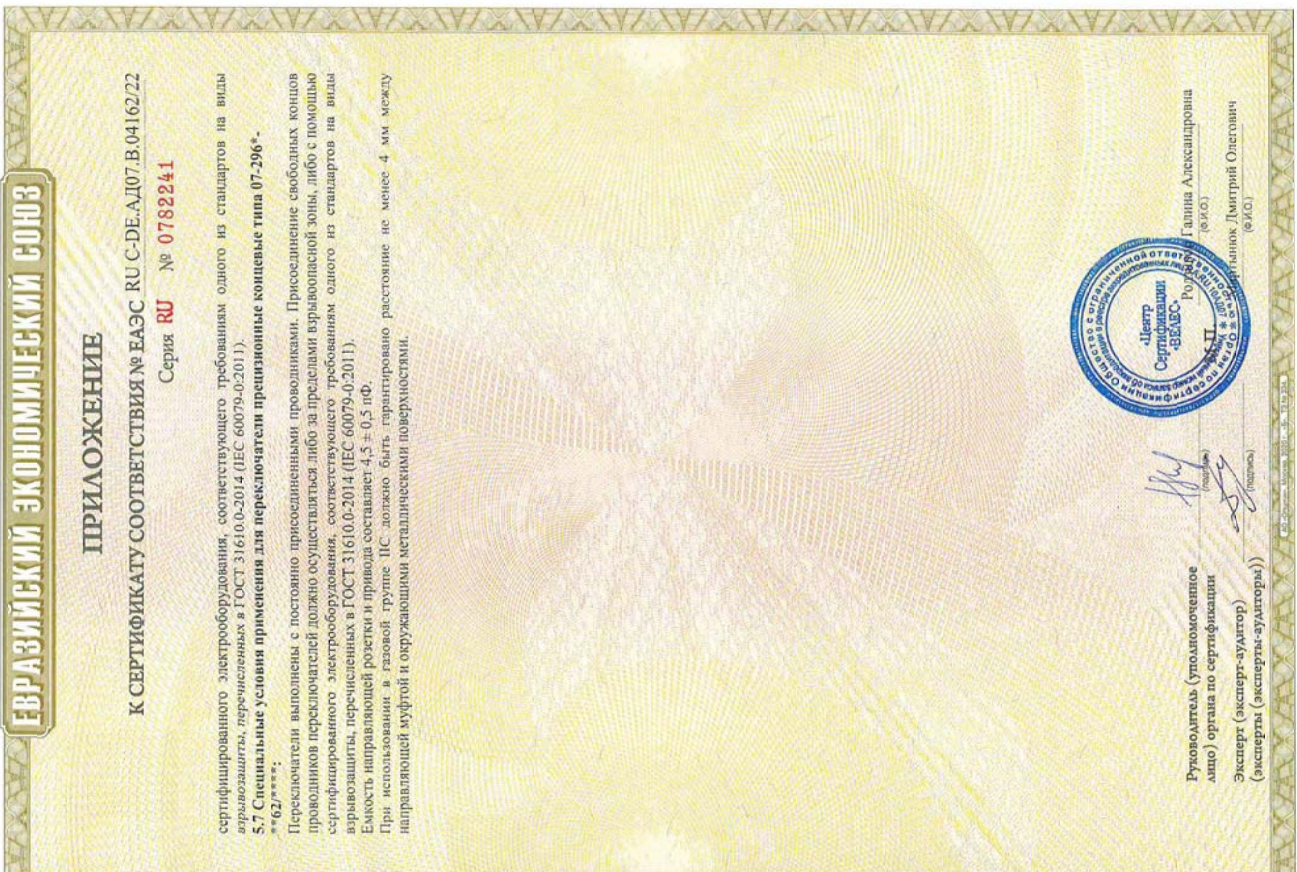 ЕВРАЗИЙСКИЙ ЭКОНОМИЧЕСКИЙ СОЮЗ
ПРИЛОЖЕНИЕ
К СЕРТИФИКАТУ СООТВЕТСТВИЯ № ЕАЭС RU C-DE.АД07.В.04162/22
Серия RU № 0782241
сертифицированного электрооборудования, соответствующего требованиям одного из стандартов на виды
взрывозащиты, перечисленных в ГОСТ 31610.0-2014 (IEC 60079-0:2011).
5.7 Специальные условия применения для переключатели прецизионные концевые типа 07-296*-
**62/****:
Переключатели выполнены с постоянно присоединенными проводниками. Присоединение свободных концов
проводников переключателей должно осуществляться либо за пределами взрывоопасной зоны, либо с помощью
сертифицированного электрооборудования, соответствующего требованиям одного из стандартов на виды
взрывозащиты, перечисленных в ГОСТ 31610.0-2014 (IEC 60079-0:2011).
Емкость направляющей розетки и привода составляет 4,5 ± 0,5 пФ.
При использовании в газовой группе IIC должно быть гарантировано расстояние не менее 4 мм между
направляющей муфтой и окружающими металлическими поверхностями.
Руководитель (уполномоченное
лицо) органа по сертификации
(подпись)
Галина Александровна
(Ф.И.О.)
Эксперт (эксперт-аудитор)
(эксперты (эксперты-аудиторы))
(подпись)
М.П.
Дмитрий Олегович
(Ф.И.О.)
«Центр
Сертификации
«ВЕЛЕС»